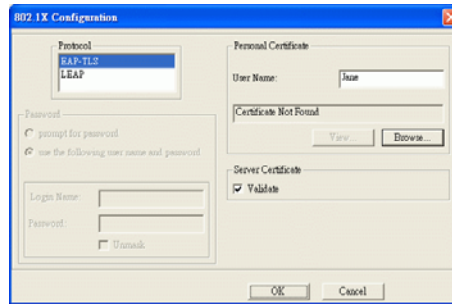 802.1X Configuration
Protocol
EAP-TLS
LEAP
Password
prompt for password
use the following user name and password
Login Name:
Password:
Unmask
Personal Certificate
User Name:
Jane
Certificate Not Found
View...
Browse...
Server Certificate
Validate
OK
Cancel